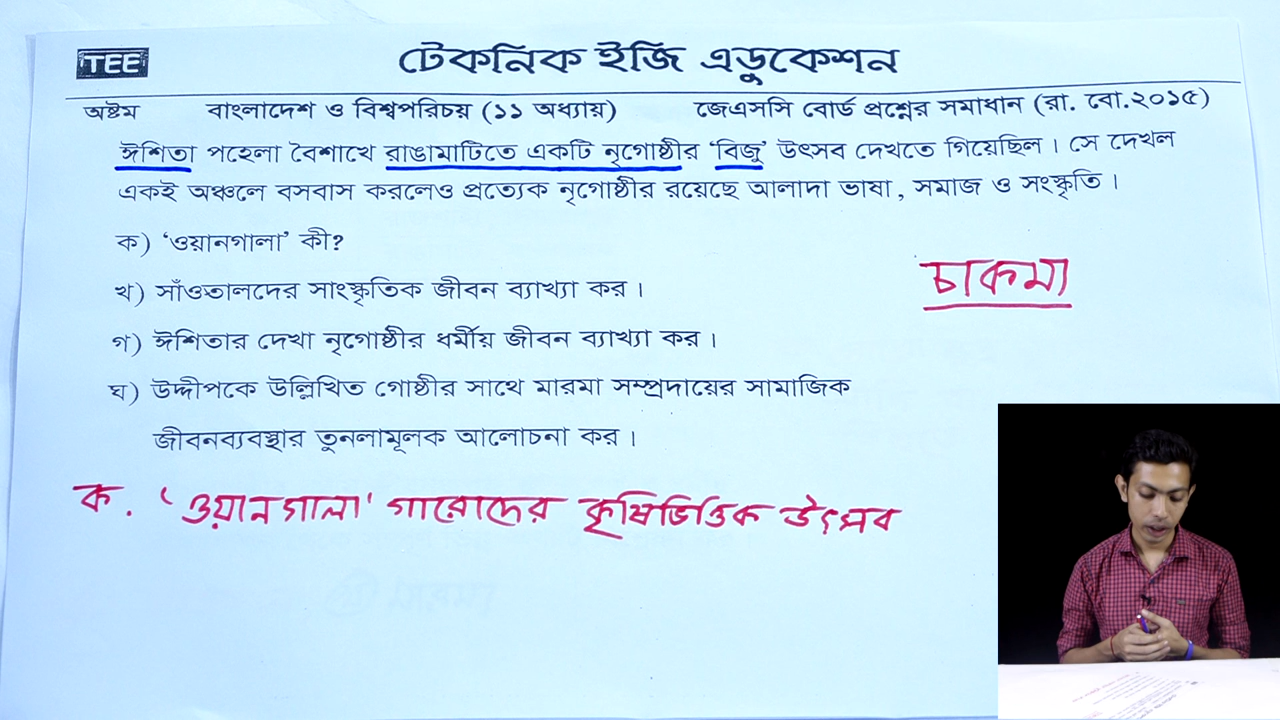 TEE
টেকনিক ইজি এডুকেশন
অষ্টম বাংলাদেশ ও বিশ্বপরিচয় (১১ অধ্যায়) জেএসসি বোর্ড প্রশ্নের সমাধান (রা. বো.২০১৫)
ঈশিতা পহেলা বৈশাখে রাঙামাটিতে একটি নৃগোষ্ঠীর ‘বিজু’ উৎসব দেখতে গিয়েছিল। সে দেখল
একই অঞ্চলে বসবাস করলেও প্রত্যেক নৃগোষ্ঠীর রয়েছে আলাদা ভাষা, সমাজ ও সংস্কৃতি।
ক) ‘ওয়ানগালা’ কী?
চাকমা
খ) সাঁওতালদের সাংস্কৃতিক জীবন ব্যাখ্যা কর।
গ) ঈশিতার দেখা নৃগোষ্ঠীর ধর্মীয় জীবন ব্যাখ্যা কর।
ঘ) উদ্দীপকে উল্লিখিত গোষ্ঠীর সাথে মারমা সম্প্রদায়ের সামাজিক
জীবনব্যবস্থার তুনলামূলক আলোচনা কর।
ক. ‘ওয়ানগালা’ গারোদের কৃষিভিত্তিক উৎসব